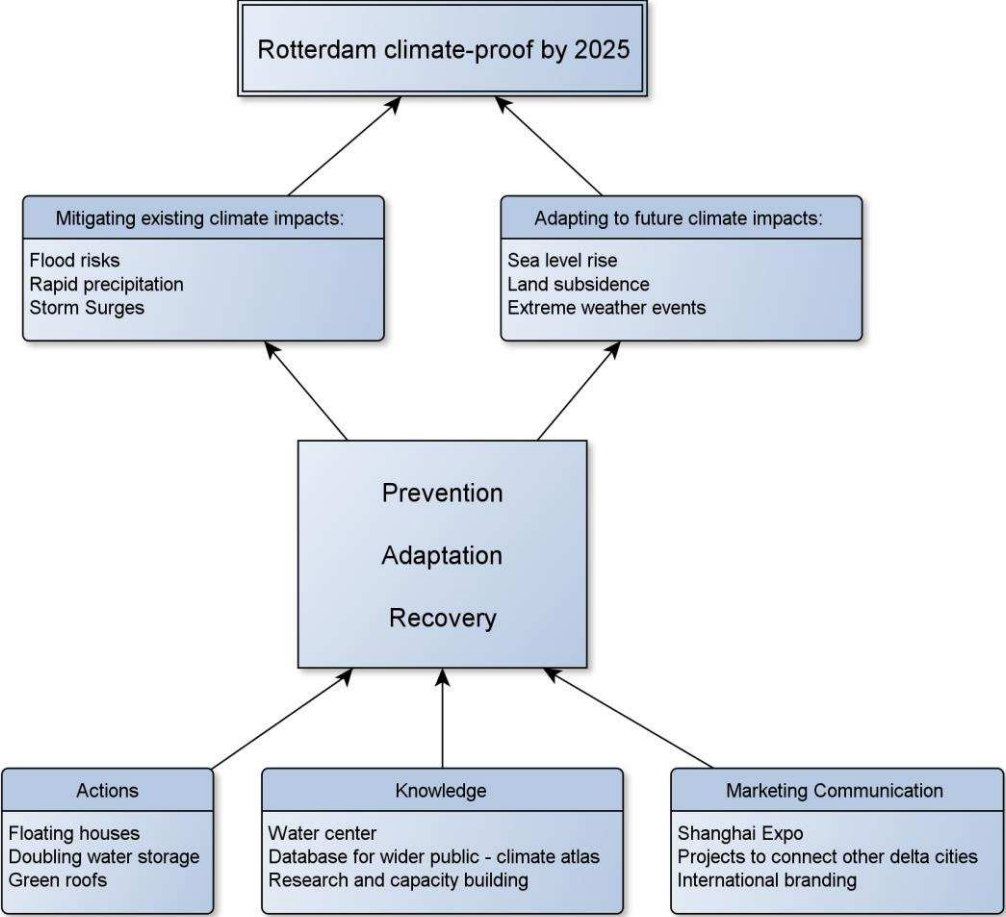 Rotterdam climate-proof by 2025
Mitigating existing climate impacts:
Flood risks
Rapid precipitation
Storm Surges
Adapting to future climate impacts:
Sea level rise
Land subsidence
Extreme weather events
Prevention
Adaptation
Recovery
Actions
Floating houses
Doubling water storage
Green roofs
Knowledge
Water center
Database for wider public - climate atlas
Research and capacity building
Marketing Communication
Shanghai Expo
Projects to connect other delta cities
International branding